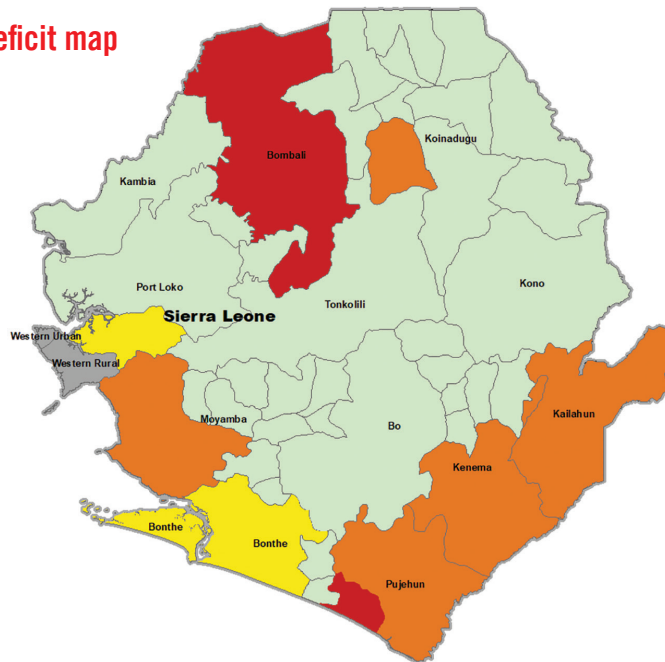 eficit map
Koinadugu
Bombali
Kambia
Kono
Port Loko
Tonkolili
Sierra Leone
Western Urban
Western Rural
Kailahun
Moyamba
Bo
Kenema
Bonthe
Bonthe
Pujehun